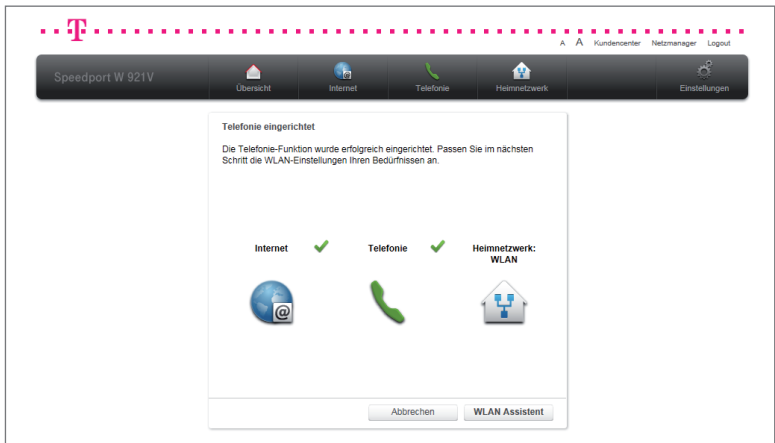 T
A A Kundencenter Netzmanager Logout
Speedport W 921V
Übersicht Internet Telefonie Heimnetzwerk Einstellungen
Telefonie eingerichtet
Die Telefonie-Funktion wurde erfolgreich eingerichtet. Passen Sie im nächsten
Schritt die WLAN-Einstellungen Ihren Bedürfnissen an.
Internet Telefonie Heimnetzwerk:
WLAN
@
Abbrechen WLAN Assistent